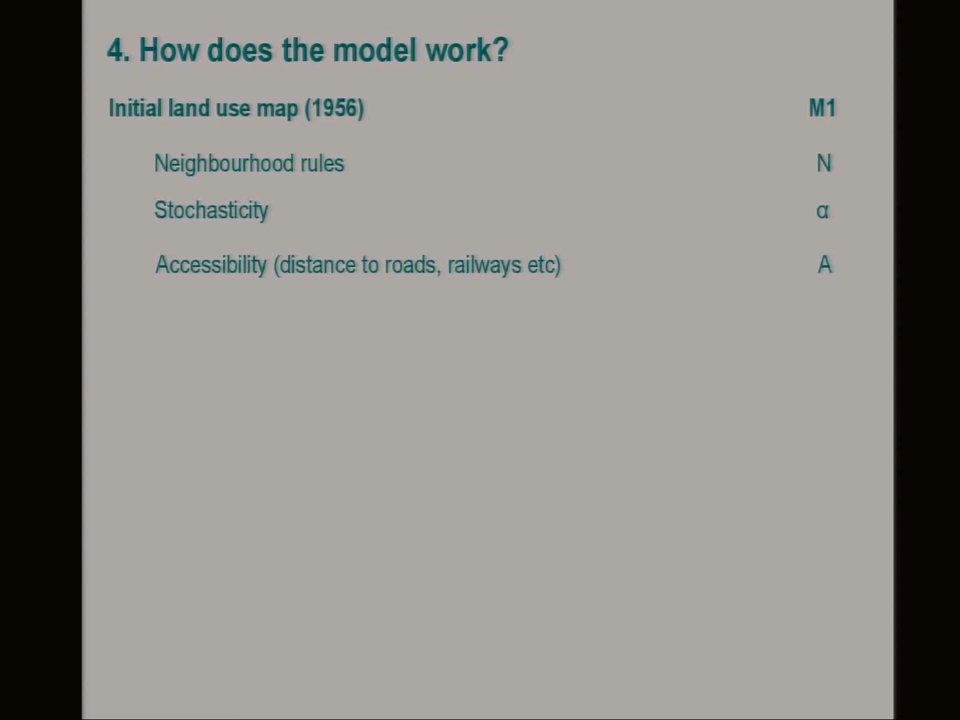 4. How does the model work?
Initial land use map (1956) M1
Neighbourhood rules N
Stochasticity α
Accessibility (distance to roads, railways etc) A